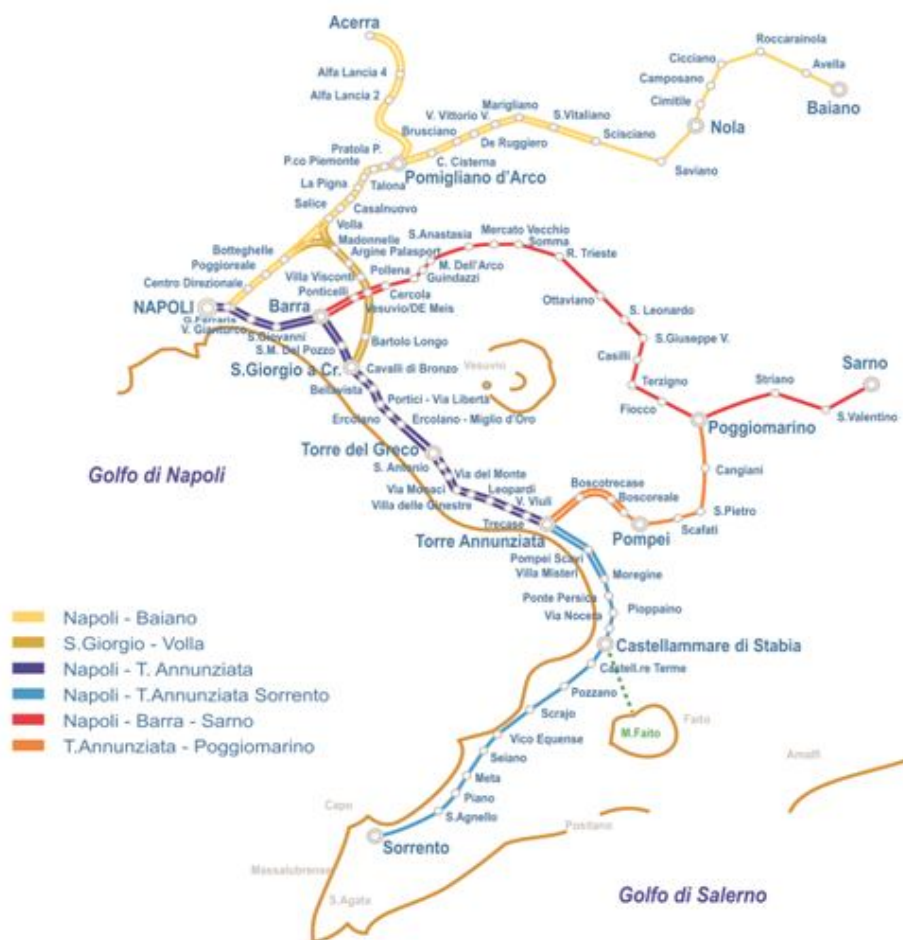 Acerra
Alfa Lancia 4
Alfa Lancia 2
Roccarainola
Cicciano
Avella
Camposano
Baiano
Cimitile
Marigliano
V. Vittorio V.
S.Vitaliano
Nola
Brusciano
De Ruggiero
Scisciano
Pratola P.
C. Cisterna
Saviano
P.co Piemonte
Pomigliano d'Arco
La Pigna
Talona
Salice
Casalnuovo
Volla
Madonnelle
Botteghelle
Argine Palasport
S.Anastasia
Mercato Vecchio
Somma
Poggioreale
R. Trieste
Villa Visconti
Pollena
M. Dell'Arco
Guindazzi
Centro Direzionale
Ponticelli
Cercola
Ottaviano
NAPOLI
Barra
Vesuvio/DE Meis
S. Leonardo
G.Ferraris
V. Gianturco
S.Giovanni
S.Giuseppe V.
S.M. Del Pozzo
Bartolo Longo
Casilli
Sarno
S.Giorgio a Cr.
Cavalli di Bronzo
Vesuvio
Terzigno
Striano
Bellavista
Portici - Via Libertà
Fiocco
S.Valentino
Ercolano
Ercolano - Miglio d'Oro
Poggiomarino
Torre del Greco
Golfo di Napoli
S. Antonio
Via del Monte
Cangiani
Via Monaci
Leopardi
Boscotrecase
Villa delle Ginestre
V. Viuli
Boscoreale
S.Pietro
Trecase
Scafati
Torre Annunziata
Pompei
Pompei Scavi
Villa Misteri
Moregine
Ponte Persica
Pioppaino
Via Nocera
Castellammare di Stabia
Castell.re Terme
Pozzano
Scrajo
Faito
M.Faito
Vico Equense
Seiano
Meta
Amalfi
Piano
Capo
S.Agnello
Positano
Sorrento
Massalubrense
S.Agata
Golfo di Salerno
Napoli - Baiano
S.Giorgio - Volla
Napoli - T. Annunziata
Napoli - T.Annunziata Sorrento
Napoli - Barra - Sarno
T.Annunziata - Poggiomarino